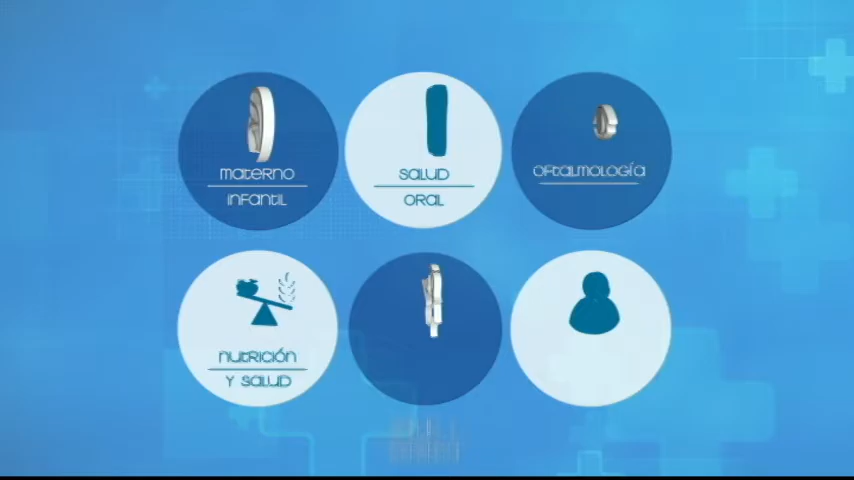 MATERNO
INFANTIL
SALUD
ORAL
OFTALMOLOGÍA
NUTRICIÓN
Y SALUD